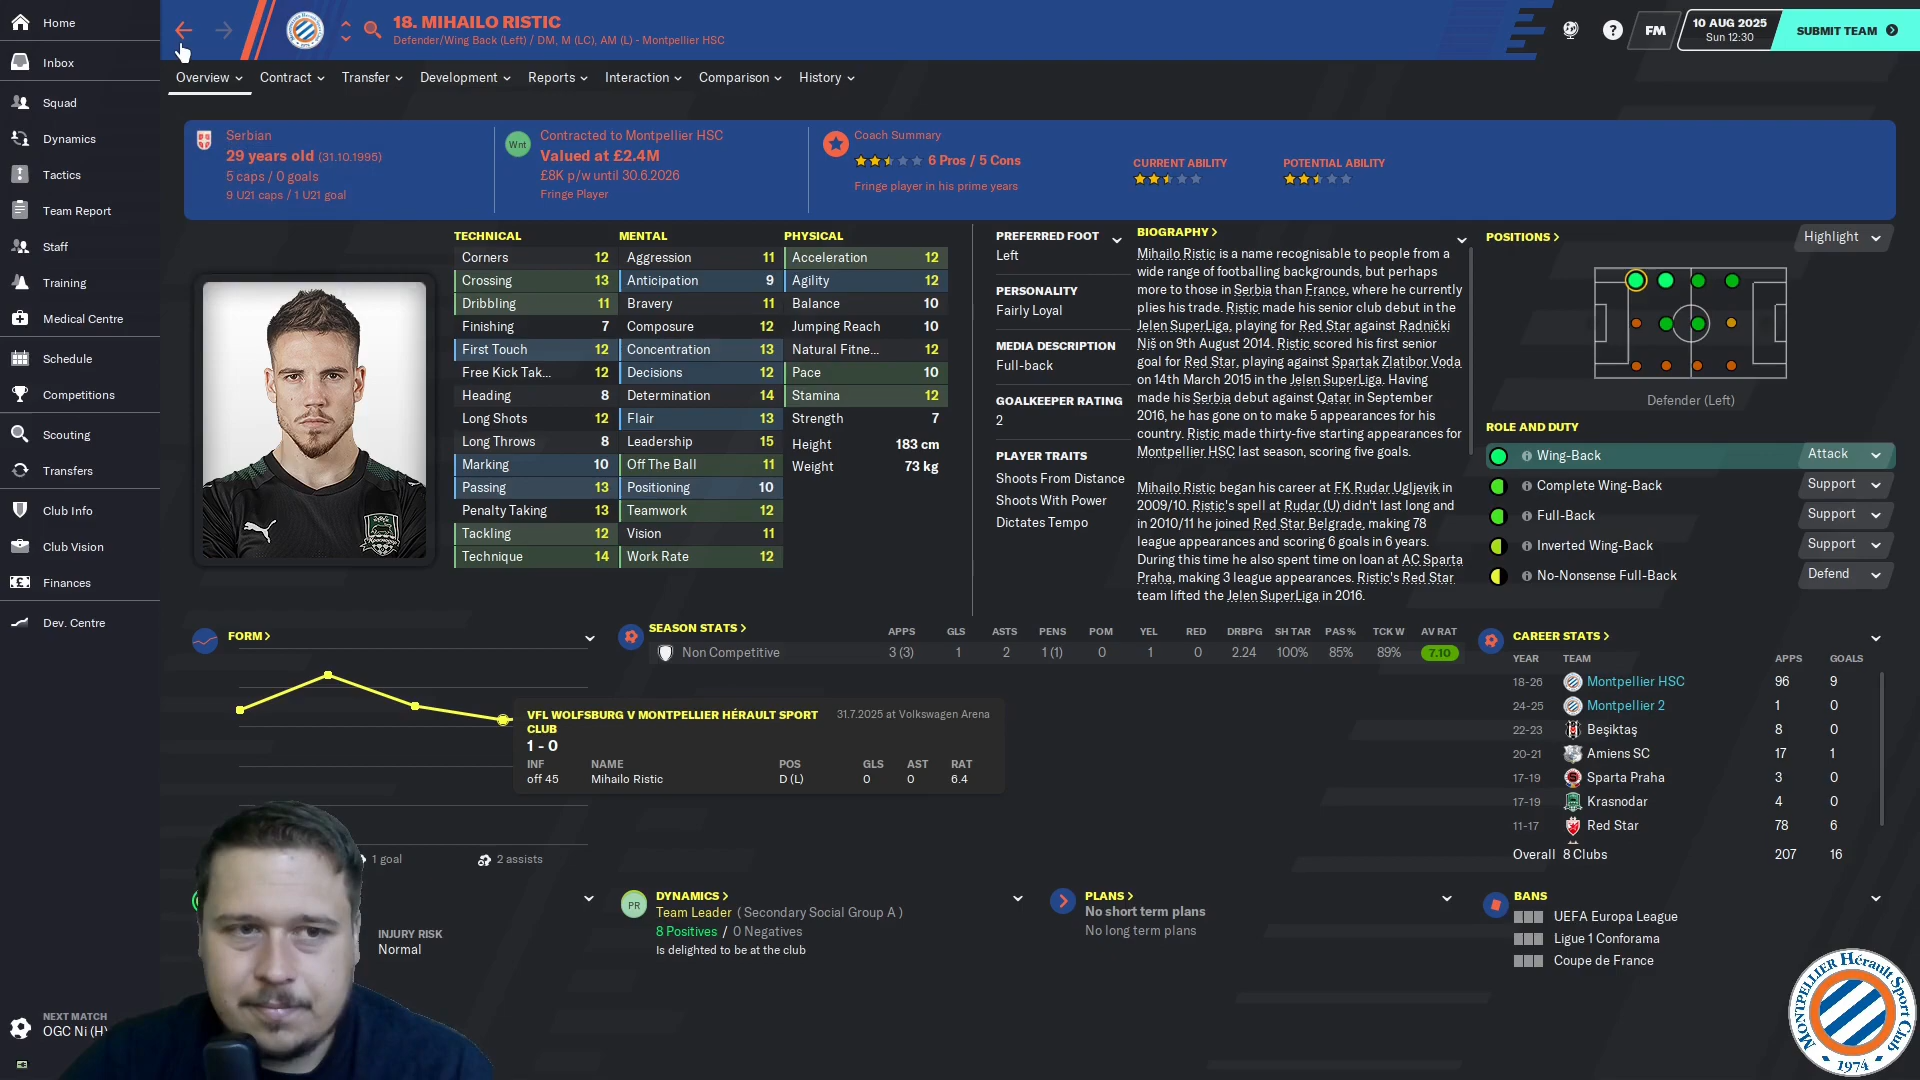 Home
Inbox
Squad
Dynamics
Tactics
Team Report
Staff
Training
Medical Centre
Schedule
Competitions
Scouting
Transfers
Club Info
Club Vision
Finances
Dev. Centre
NEXT MATCH
OGC Ni (H)
18. MIHAILO RISTIC
Defender/Wing Back (Left) / DM, M (LC), AM (L) - Montpellier HSC
FM
10 AUG 2025
Sun 12:30
SUBMIT TEAM
Overview Contract Transfer Development Reports Interaction Comparison History
Serbian
29 years old (31.10.1995)
5 caps / 0 goals
9 U21 caps / 1 U21 goal
Wnt
Contracted to Montpellier HSC
Valued at £2.4M
£8K p/w until 30.6.2026
Fringe Player
Coach Summary
6 Pros / 5 Cons
Fringe player in his prime years
CURRENT ABILITY
POTENTIAL ABILITY
TECHNICAL
Corners 12
Crossing 13
Dribbling 11
Finishing 7
First Touch 12
Free Kick Tak... 12
Heading 8
Long Shots 12
Long Throws 8
Marking 10
Passing 13
Penalty Taking 13
Tackling 12
Technique 14
MENTAL
Aggression 11
Anticipation 9
Bravery 11
Composure 12
Concentration 13
Decisions 12
Determination 14
Flair 13
Leadership 15
Off The Ball 11
Positioning 10
Teamwork 12
Vision 11
Work Rate 12
PHYSICAL
Acceleration 12
Agility 12
Balance 10
Jumping Reach 10
Natural Fitne... 12
Pace 10
Stamina 12
Strength 7
Height 183 cm
Weight 73 kg
PREFERRED FOOT
Left
PERSONALITY
Fairly Loyal
MEDIA DESCRIPTION
Full-back
GOALKEEPER RATING
2
PLAYER TRAITS
Shoots From Distance
Shoots With Power
Dictates Tempo
BIOGRAPHY >
Mihailo Ristic is a name recognisable to people from a
wide range of footballing backgrounds, but perhaps
more to those in Serbia than France, where he currently
plies his trade. Ristic made his senior club debut in the
Jelen SuperLiga, playing for Red Star against Radnički
Niš on 9th August 2014. Ristic scored his first senior
goal for Red Star, playing against Spartak Zlatibor Voda
on 14th March 2015 in the Jelen SuperLiga. Having
made his Serbia debut against Qatar in September
2016, he has gone on to make 5 appearances for his
country. Ristic made thirty-five starting appearances for
Montpellier HSC last season, scoring five goals.
Mihailo Ristic began his career at FK Rudar Ugljevik in
2009/10. Ristic's spell at Rudar (U) didn't last long and
in 2010/11 he joined Red Star Belgrade, making 78
league appearances and scoring 6 goals in 6 years.
During this time he also spent time on loan at AC Sparta
Praha, making 3 league appearances. Ristic's Red Star
team lifted the Jelen SuperLiga in 2016.
POSITIONS >
Highlight
Defender (Left)
ROLE AND DUTY
Wing-Back Attack
Complete Wing-Back Support
Full-Back Support
Inverted Wing-Back Support
No-Nonsense Full-Back Defend
FORM >
1 goal
2 assists
SEASON STATS > APPS GLS ASTS PENS POM YEL RED DRBPG SH TAR PAS % TCK W AV RAT
Non Competitive 3 (3) 1 2 1 (1) 0 1 0 2.24 100% 85% 89% 7.10
VFL WOLFSBURG V MONTPELLIER HÉRAULT SPORT
CLUB
31.7.2025 at Volkswagen Arena
1 - 0
INF NAME POS GLS AST RAT
off 45 Mihailo Ristic D (L) 0 0 6.4
CAREER STATS >
YEAR TEAM APPS GOALS
18-26 Montpellier HSC 96 9
24-25 Montpellier 2 1 0
22-23 Beşiktaş 8 0
20-21 Amiens SC 17 1
17-19 Sparta Praha 3 0
17-19 Krasnodar 4 0
11-17 Red Star 78 6
Overall 8 Clubs 207 16
INJURY RISK
Normal
PR
DYNAMICS >
Team Leader ( Secondary Social Group A )
8 Positives / 0 Negatives
Is delighted to be at the club
PLANS >
No short term plans
No long term plans
BANS
UEFA Europa League
Ligue 1 Conforama
Coupe de France
MONTPELLIER Hérault Sport Club
1974